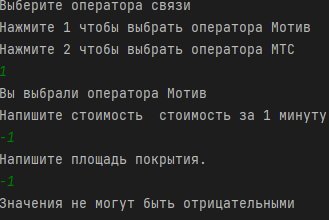 Выберите оператора связи
Нажмите 1 чтобы выбрать оператора Мотив
Нажмите 2 чтобы выбрать оператора МТС
1
Вы выбрали оператора Мотив
Напишите стоимость  стоимость за 1 минуту
-1
Напишите площадь покрытия.
-1
Значения не могут быть отрицательными